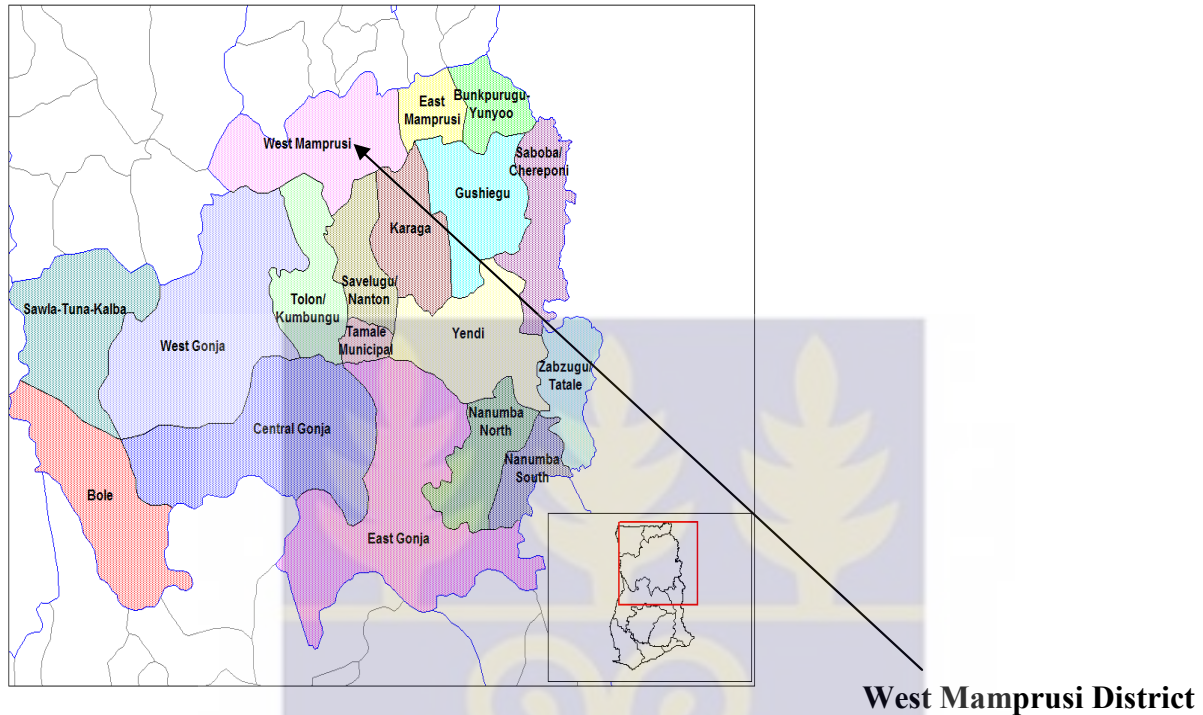 East
Mamprusi
Bunkpurugu-
Yunyoo
West Mamprusi
Saboba/
Chereponi
Gushiegu
Karaga
Sawla-Tuna-Kalba
Tolon/
Kumbungu
Savelugu/
Nanton
West Gonja
Tamale
Municipal
Yendi
Zabzugu/
Tatale
Central Gonja
Nanumba
North
Nanumba
South
Bole
East Gonja
West Mamprusi District